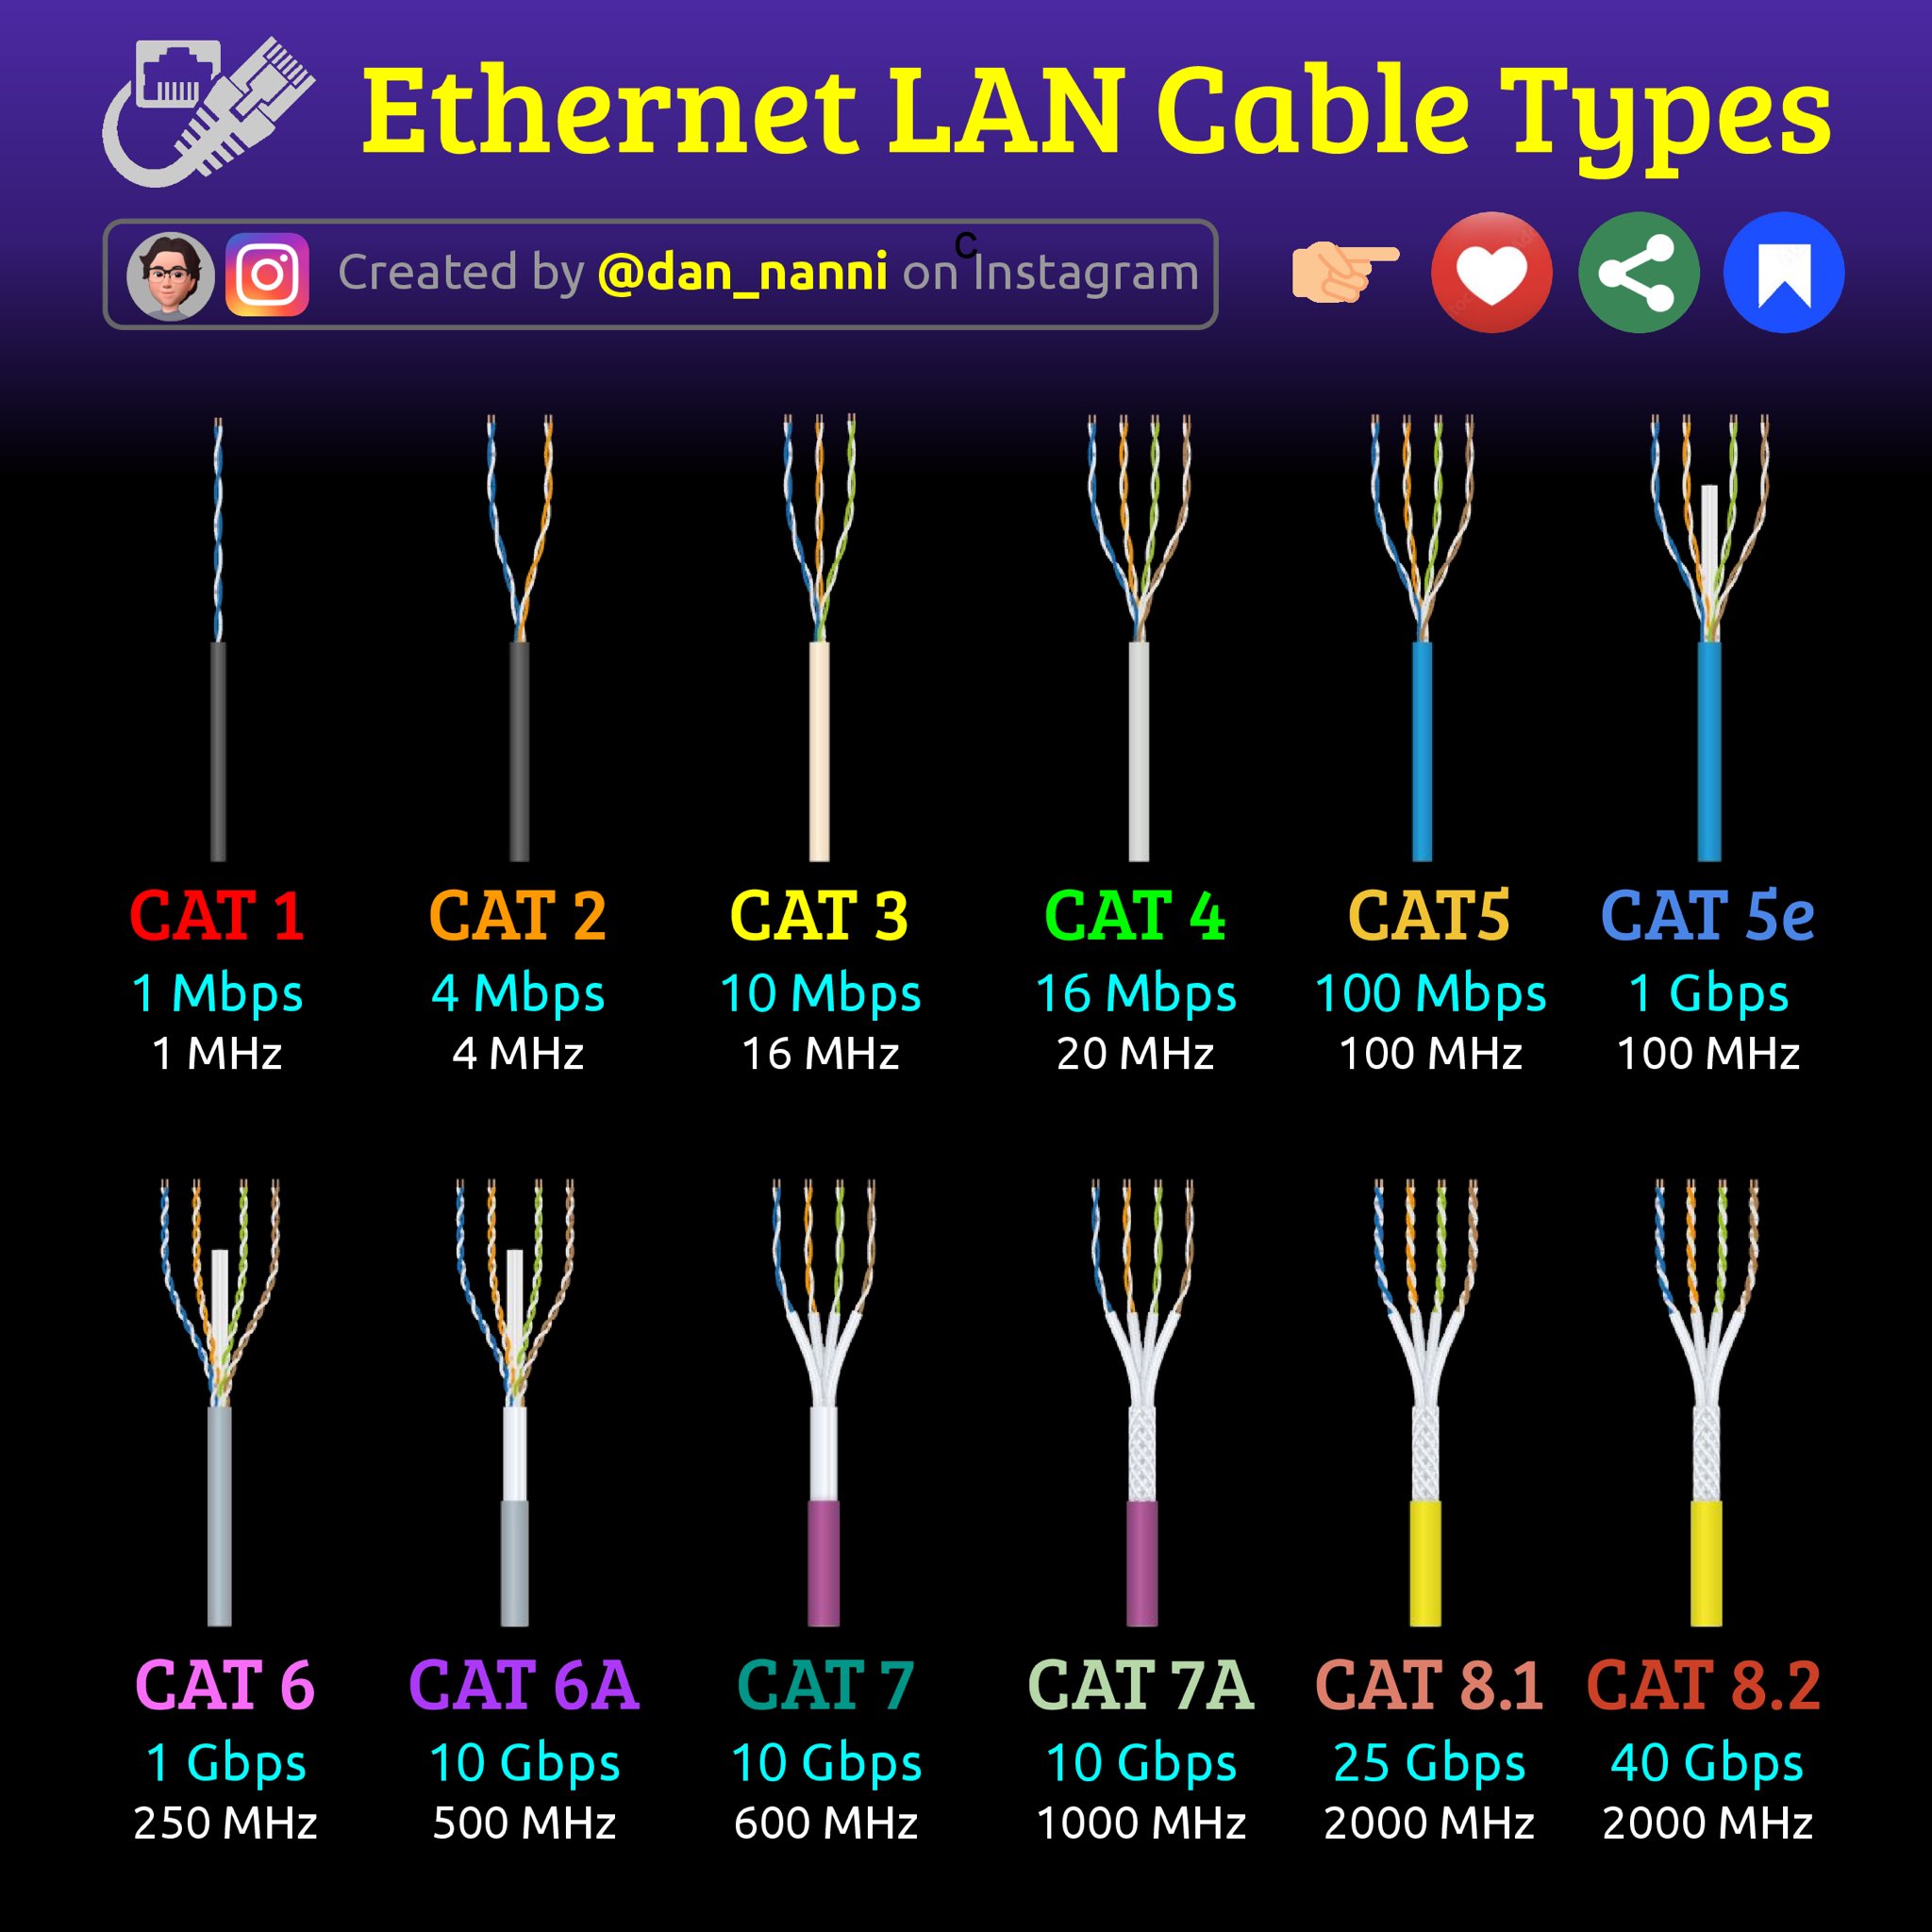 Ethernet LAN Cable Types
Created by @dan_nanni on Instagram
c
CAT 1
1 Mbps
1 MHz
CAT 2
4 Mbps
4 MHz
CAT 3
10 Mbps
16 MHz
CAT 4
16 Mbps
20 MHz
CAT5
100 Mbps
100 MHz
CAT 5e
1 Gbps
100 MHz
CAT 6
1 Gbps
250 MHz
CAT 6A
10 Gbps
500 MHz
CAT 7
10 Gbps
600 MHz
CAT 7A
10 Gbps
1000 MHz
CAT 8.1
25 Gbps
2000 MHz
CAT 8.2
40 Gbps
2000 MHz